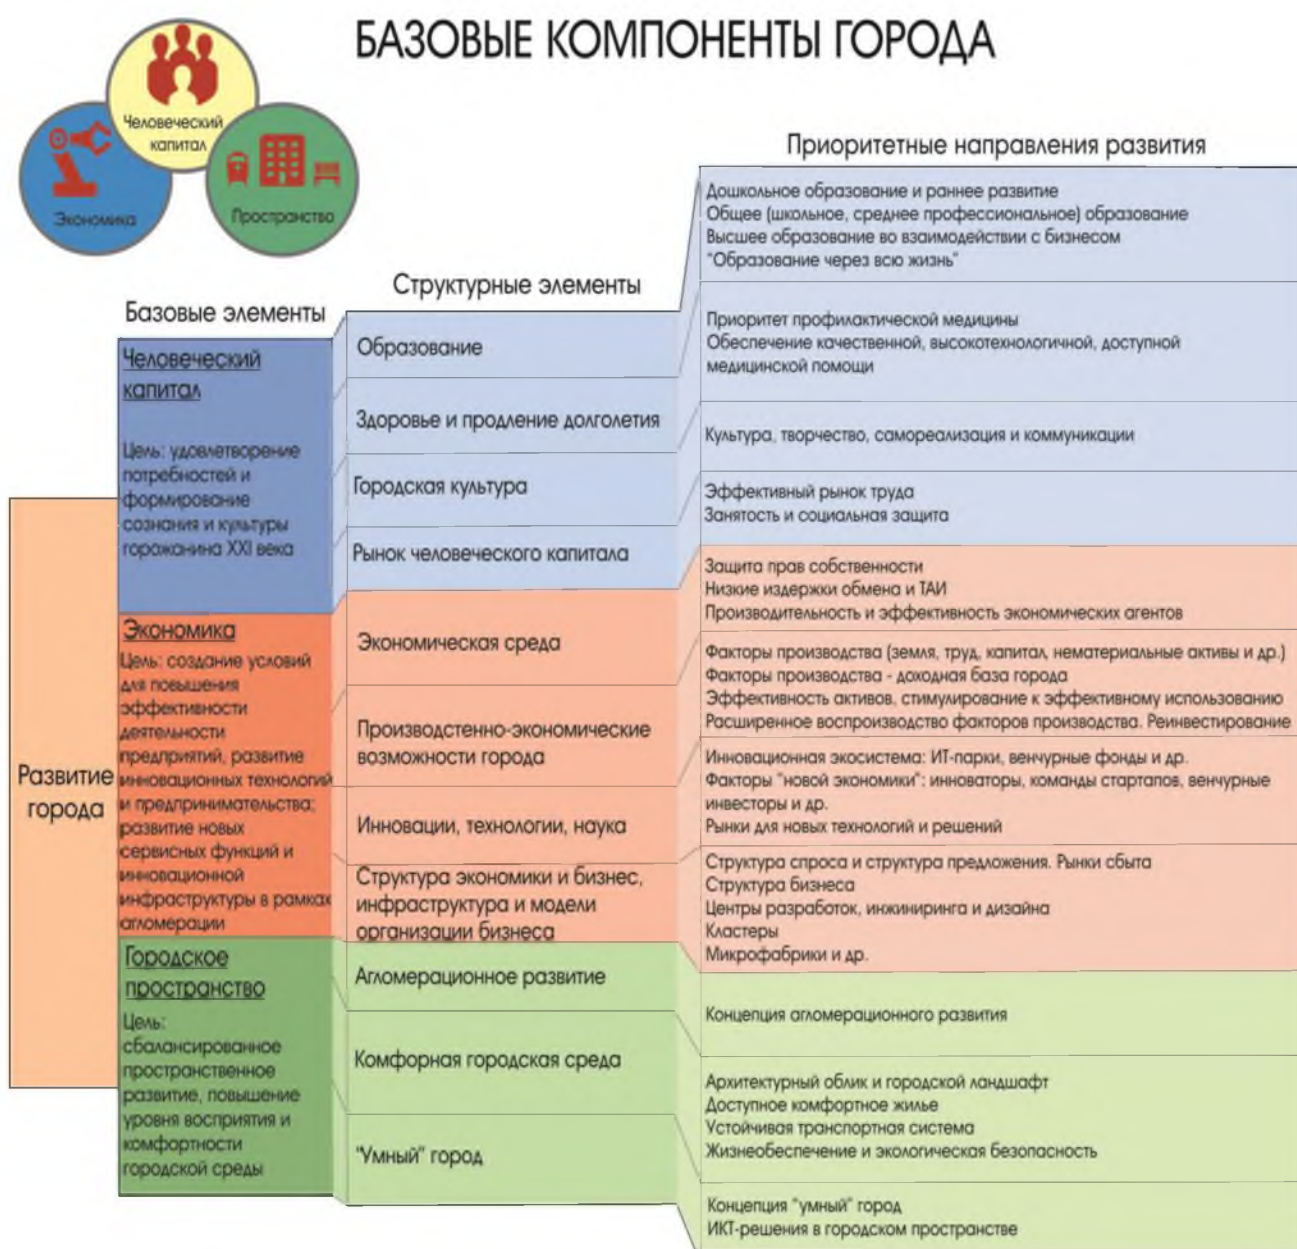 БАЗОВЫЕ КОМПОНЕНТЫ ГОРОДА
Человеческий
капитал
Экономика
Пространство
Приоритетные направления развития
Структурные элементы
Базовые элементы
Развитие
города
Человеческий
капитал
Цель: удовлетворение
потребностей и
формирование
сознания и культуры
горожанина XXI века
Образование
Дошкольное образование и раннее развитие
Общее (школьное, среднее профессиональное) образование
Высшее образование во взаимодействии с бизнесом
"Образование через всю жизнь"
Здоровье и продление долголетия
Приоритет профилактической медицины
Обеспечение качественной, высокотехнологичной, доступной
медицинской помощи
Городская культура
Культура, творчество, самореализация и коммуникации
Рынок человеческого капитала
Эффективный рынок труда
Занятость и социальная защита
Экономика
Цель: создание условий
для повышения
эффективности
деятельности
предприятий, развитие
инновационных технологий
и предпринимательства;
развитие новых
сервисных функций и
инновационной
инфраструктуры в рамках
агломерации
Экономическая среда
Защита прав собственности
Низкие издержки обмена и ТАИ
Производительность и эффективность экономических агентов
Производстенно-экономические
возможности города
Факторы производства (земля, труд, капитал, нематериальные активы и др.)
Факторы производства - доходная база города
Эффективность активов, стимулирование к эффективному использованию
Расширенное воспроизводство факторов производства. Реинвестирование
Инновации, технологии, наука
Инновационная экосистема: ИТ-парки, венчурные фонды и др.
Факторы "новой экономики": инноваторы, команды стартапов, венчурные
инвесторы и др.
Рынки для новых технологий и решений
Структура экономики и бизнес,
инфраструктура и модели
организации бизнеса
Структура спроса и структура предложения. Рынки сбыта
Структура бизнеса
Центры разработок, инжиниринга и дизайна
Кластеры
Микрофабрики и др.
Городское
пространство
Цель:
сбалансированное
пространственное
развитие, повышение
уровня восприятия и
комфортности
городской среды
Агломерационное развитие
Концепция агломерационного развития
Комфорная городская среда
Архитектурный облик и городской ландшафт
Доступное комфортное жилье
Устойчивая транспортная система
Жизнеобеспечение и экологическая безопасность
"Умный" город
Концепция "умный" город
ИКТ-решения в городском пространстве